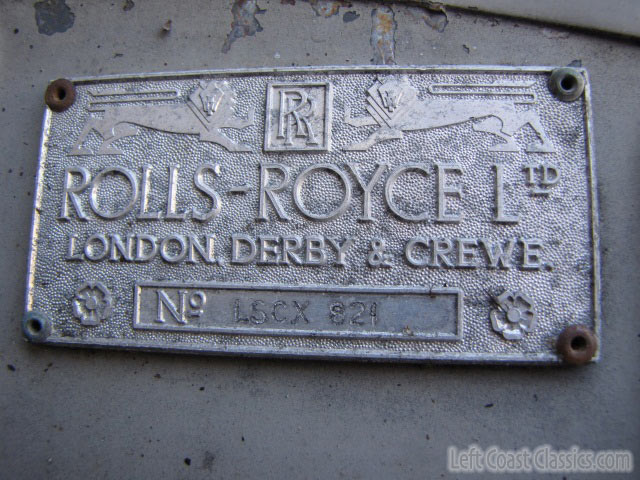 RR
ROLLS-ROYCE LTD
LONDON, DERBY & CREWE.
No LSCX 821
Left Coast Classics.com